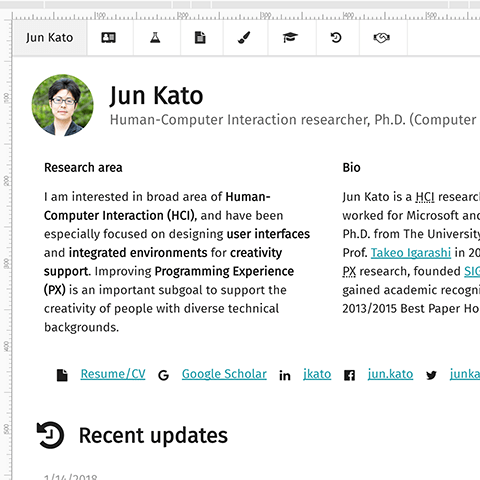 100 200 300 400 500
Jun Kato
100
Jun Kato
Human-Computer Interaction researcher, Ph.D. (Computer
Research area
I am interested in broad area of Human-
Computer Interaction (HCI), and have been
especially focused on designing user interfaces
and integrated environments for creativity
support. Improving Programming Experience
(PX) is an important subgoal to support the
creativity of people with diverse technical
backgrounds.
Bio
Jun Kato is a HCI research
worked for Microsoft and
Ph.D. from The University
Prof. Takeo Igarashi in 20
PX research, founded SIG
gained academic recogni
2013/2015 Best Paper Ho
200
300
400
Resume/CV Google Scholar jkato jun.kato junka
500
Recent updates
1/14/2018